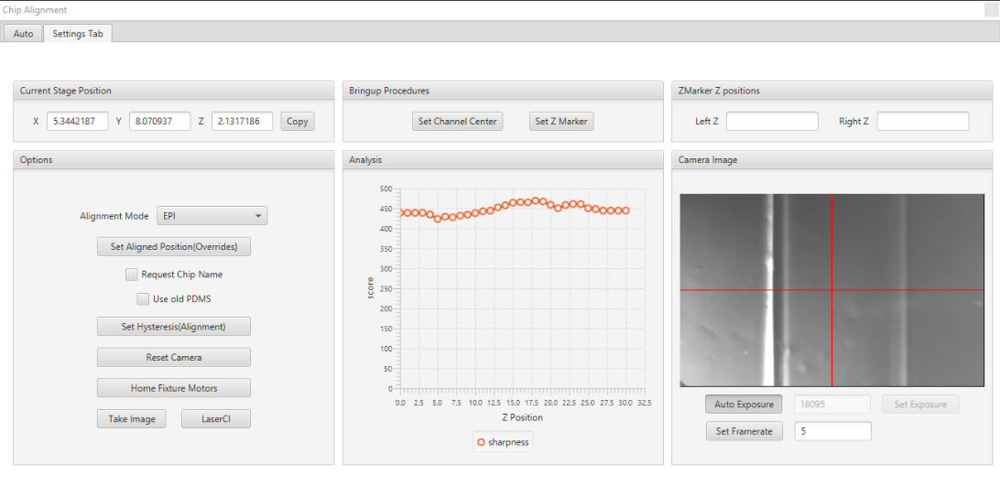 Chip Alignment
Auto
Settings Tab
Current Stage Position
X 5.3442187 Y 8.070937 Z 2.1317186 Copy
Bringup Procedures
Set Channel Center
Set Z Marker
ZMarker Z positions
Left Z
Right Z
Options
Alignment Mode EPI
Set Aligned Position(Overrides)
Request Chip Name
Use old PDMS
Set Hysteresis(Alignment)
Reset Camera
Home Fixture Motors
Take Image
LaserCI
Analysis
500
450
400
350
300
250
200
150
100
50
0
score
0.0 2.5 5.0 7.5 10.0 12.5 15.0 17.5 20.0 22.5 25.0 27.5 30.0 32.5
Z Position
sharpness
Camera Image
Auto Exposure 18095 Set Exposure
Set Framerate 5